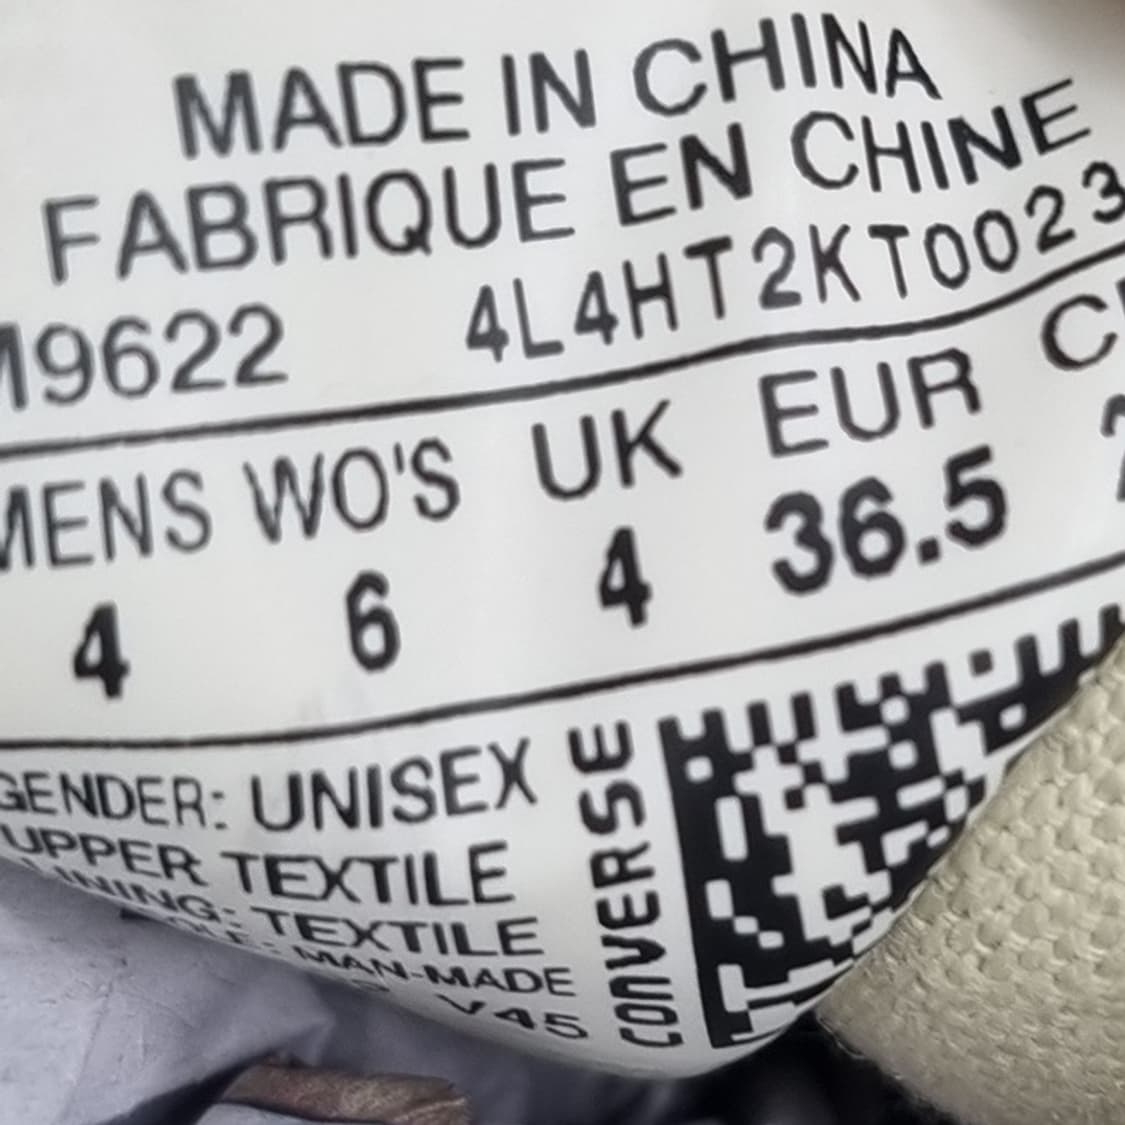 MADE IN CHINA
FABRIQUE EN CHINE
M9622 4L4HT2KT0023
MENS WO'S UK EUR
4 6 4 36.5
GENDER: UNISEX
UPPER TEXTILE
LINING: TEXTILE
MAN-MADE
V45
CONVERSE